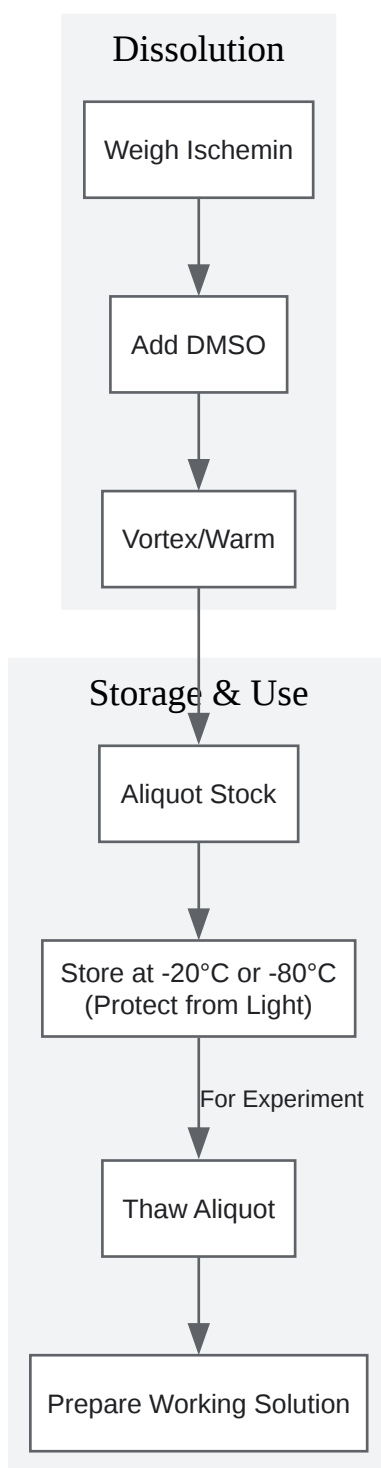 Dissolution
Weigh Ischemin
Add DMSO
Vortex/Warm
Storage & Use
Aliquot Stock
Store at -20°C or -80°C
(Protect from Light)
For Experiment
Thaw Aliquot
Prepare Working Solution